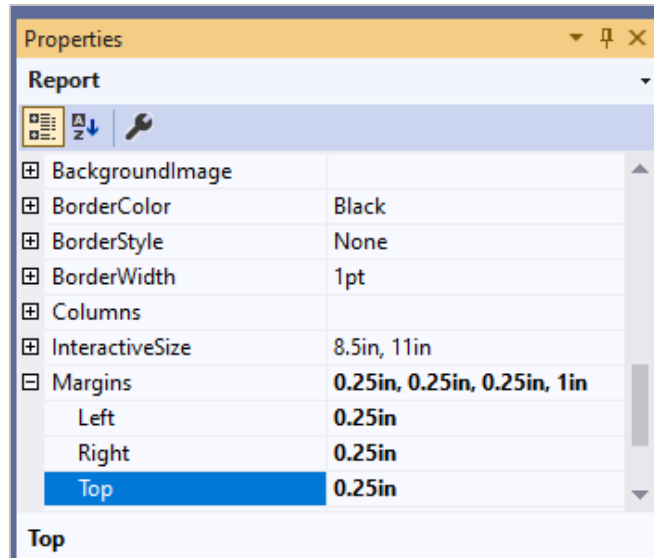 Properties
Report
BackgroundImage
BorderColor Black
BorderStyle None
BorderWidth 1pt
Columns
InteractiveSize 8.5in, 11in
Margins 0.25in, 0.25in, 0.25in, 1in
Left 0.25in
Right 0.25in
Top 0.25in
Top